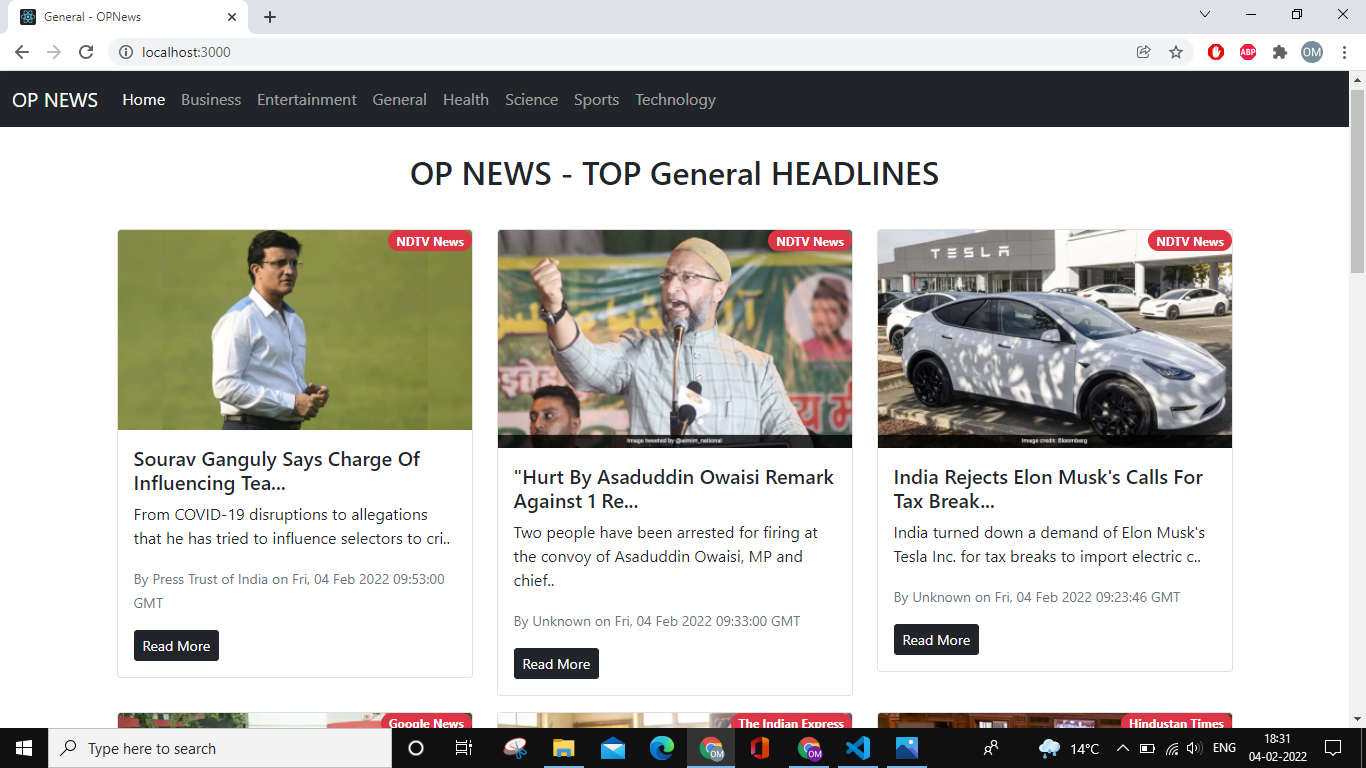 General - OPNews
localhost:3000
ABP
OM
OP NEWS Home Business Entertainment General Health Science Sports Technology
OP NEWS - TOP General HEADLINES
NDTV News
Sourav Ganguly Says Charge Of
Influencing Tea...
From COVID-19 disruptions to allegations
that he has tried to influence selectors to cri..
By Press Trust of India on Fri, 04 Feb 2022 09:53:00
GMT
Read More
NDTV News
Image tweeted by @aimim_national
"Hurt By Asaduddin Owaisi Remark
Against 1 Re...
Two people have been arrested for firing at
the convoy of Asaduddin Owaisi, MP and
chief..
By Unknown on Fri, 04 Feb 2022 09:33:00 GMT
Read More
NDTV News
TESLA
Image credit: Bloomberg
India Rejects Elon Musk's Calls For
Tax Break...
India turned down a demand of Elon Musk's
Tesla Inc. for tax breaks to import electric c..
By Unknown on Fri, 04 Feb 2022 09:23:46 GMT
Read More
Google News
The Indian Express
Hindustan Times
Type here to search
OM
OM
14°C
ENG
18:31
04-02-2022